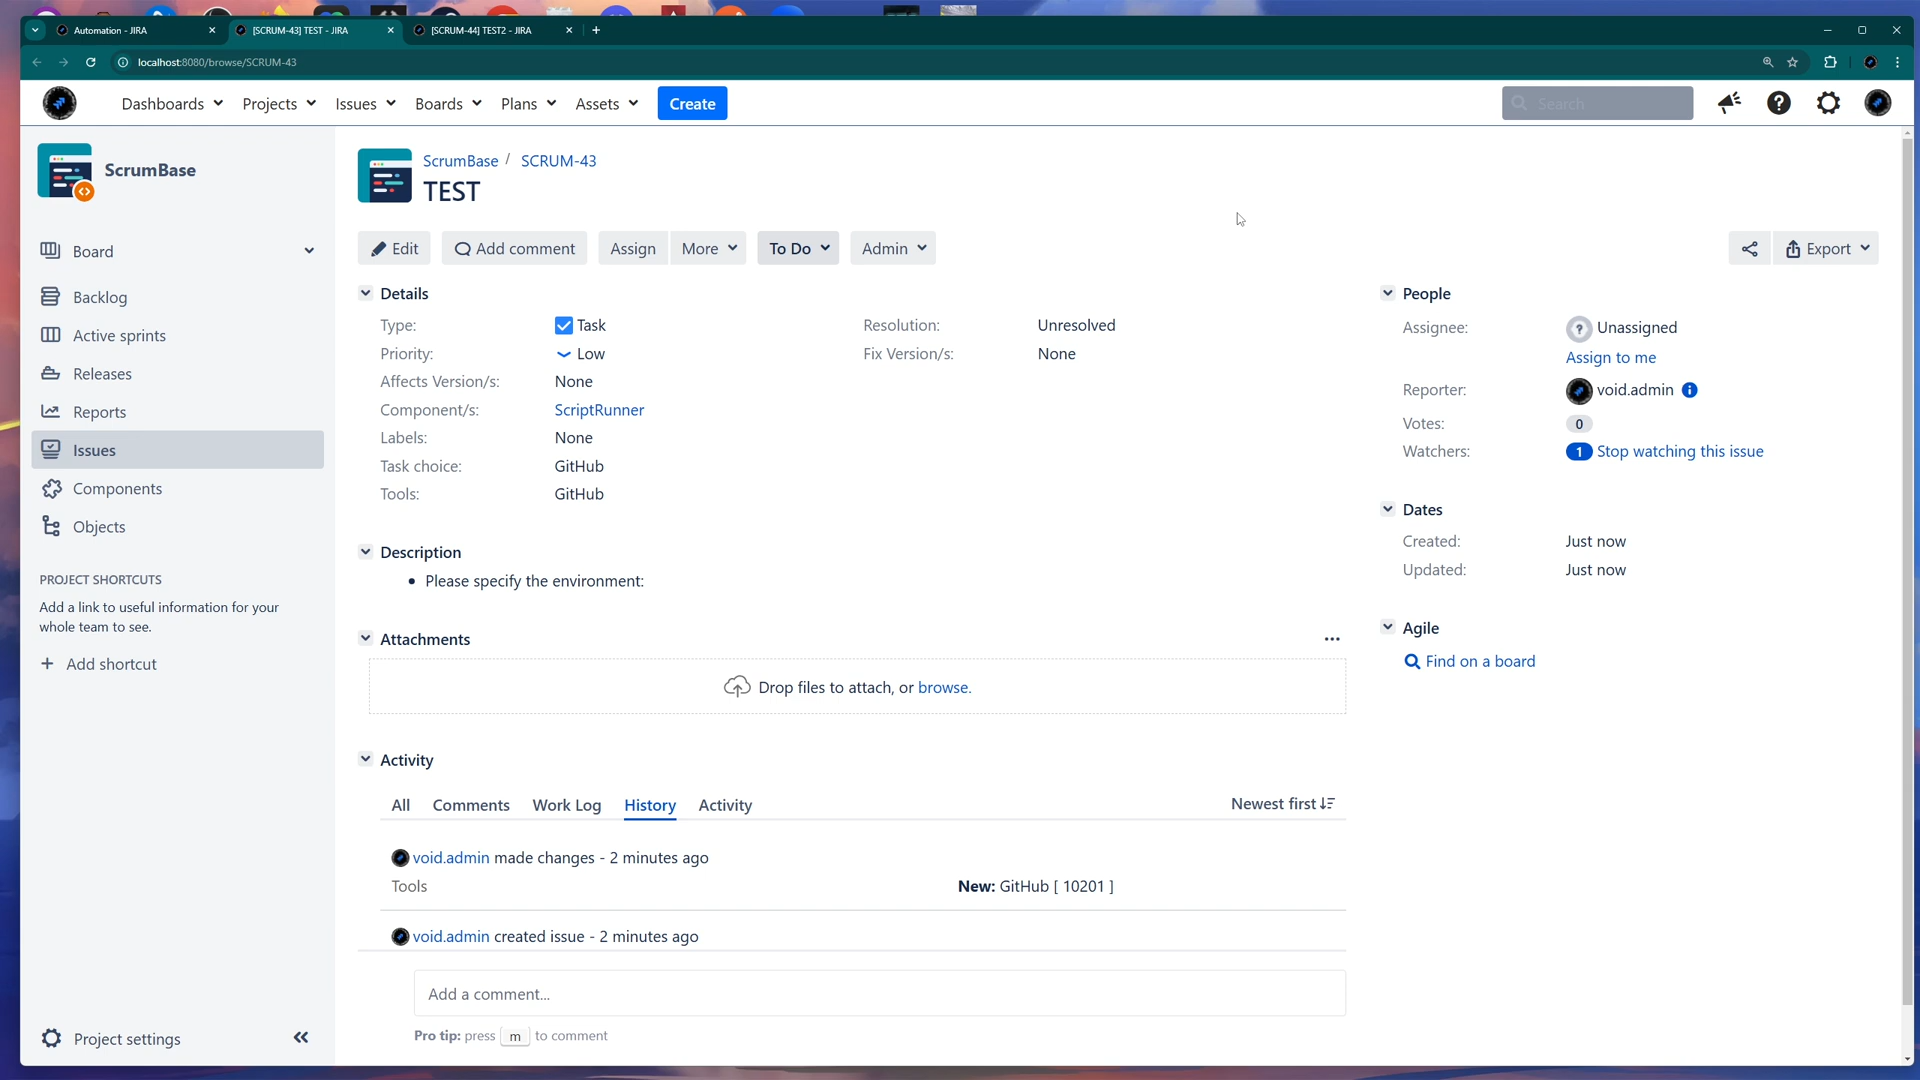 Automation - JIRA
[SCRUM-43] TEST - JIRA
[SCRUM-44] TEST2 - JIRA
localhost:8080/browse/SCRUM-43
Dashboards
Projects
Issues
Boards
Plans
Assets
Create
Search
ScrumBase
Board
Backlog
Active sprints
Releases
Reports
Issues
Components
Objects
PROJECT SHORTCUTS
Add a link to useful information for your
whole team to see.
+ Add shortcut
Project settings
ScrumBase / SCRUM-43
TEST
Edit
Add comment
Assign
More
To Do
Admin
Export
Details
Type: Task
Priority: Low
Affects Version/s: None
Component/s: ScriptRunner
Labels: None
Task choice: GitHub
Tools: GitHub
Resolution: Unresolved
Fix Version/s: None
Description
• Please specify the environment:
Attachments
Drop files to attach, or browse.
Activity
All
Comments
Work Log
History
Activity
Newest first
void.admin made changes - 2 minutes ago
Tools New: GitHub [ 10201 ]
void.admin created issue - 2 minutes ago
Add a comment...
Pro tip: press m to comment
People
Assignee: Unassigned
Assign to me
Reporter: void.admin
Votes: 0
Watchers: 1 Stop watching this issue
Dates
Created: Just now
Updated: Just now
Agile
Find on a board